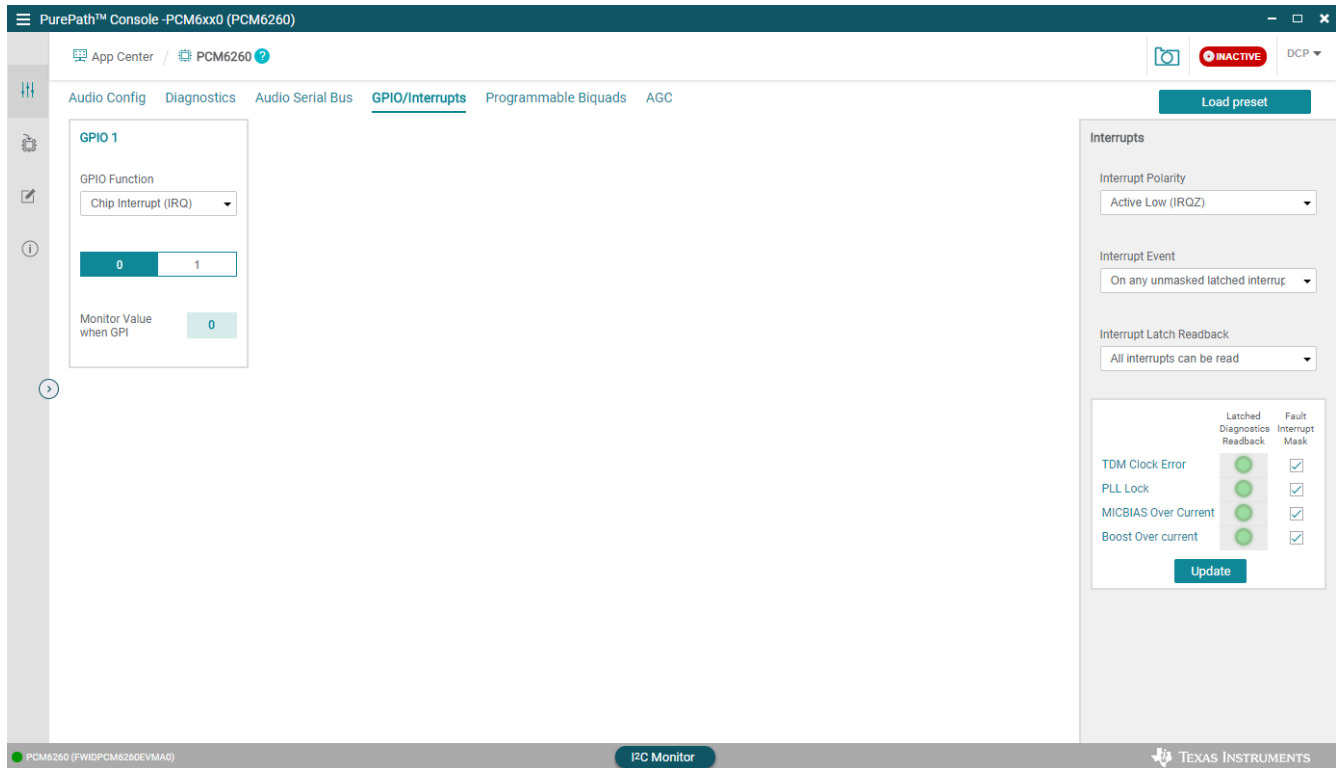 PurePath™ Console -PCM6xx0 (PCM6260)
App Center / PCM6260 ?
INACTIVE
DCP
Audio Config Diagnostics Audio Serial Bus GPIO/Interrupts Programmable Biquads AGC
Load preset
GPIO 1
GPIO Function
Chip Interrupt (IRQ)
0 1
Monitor Value
when GPI
0
Interrupts
Interrupt Polarity
Active Low (IRQZ)
Interrupt Event
On any unmasked latched interrup
Interrupt Latch Readback
All interrupts can be read
Latched
Diagnostics
Readback
Fault
Interrupt
Mask
TDM Clock Error
PLL Lock
MICBIAS Over Current
Boost Over current
Update
PCM6260 (FWIDPCM6260EVMA0)
I²C Monitor
TEXAS INSTRUMENTS